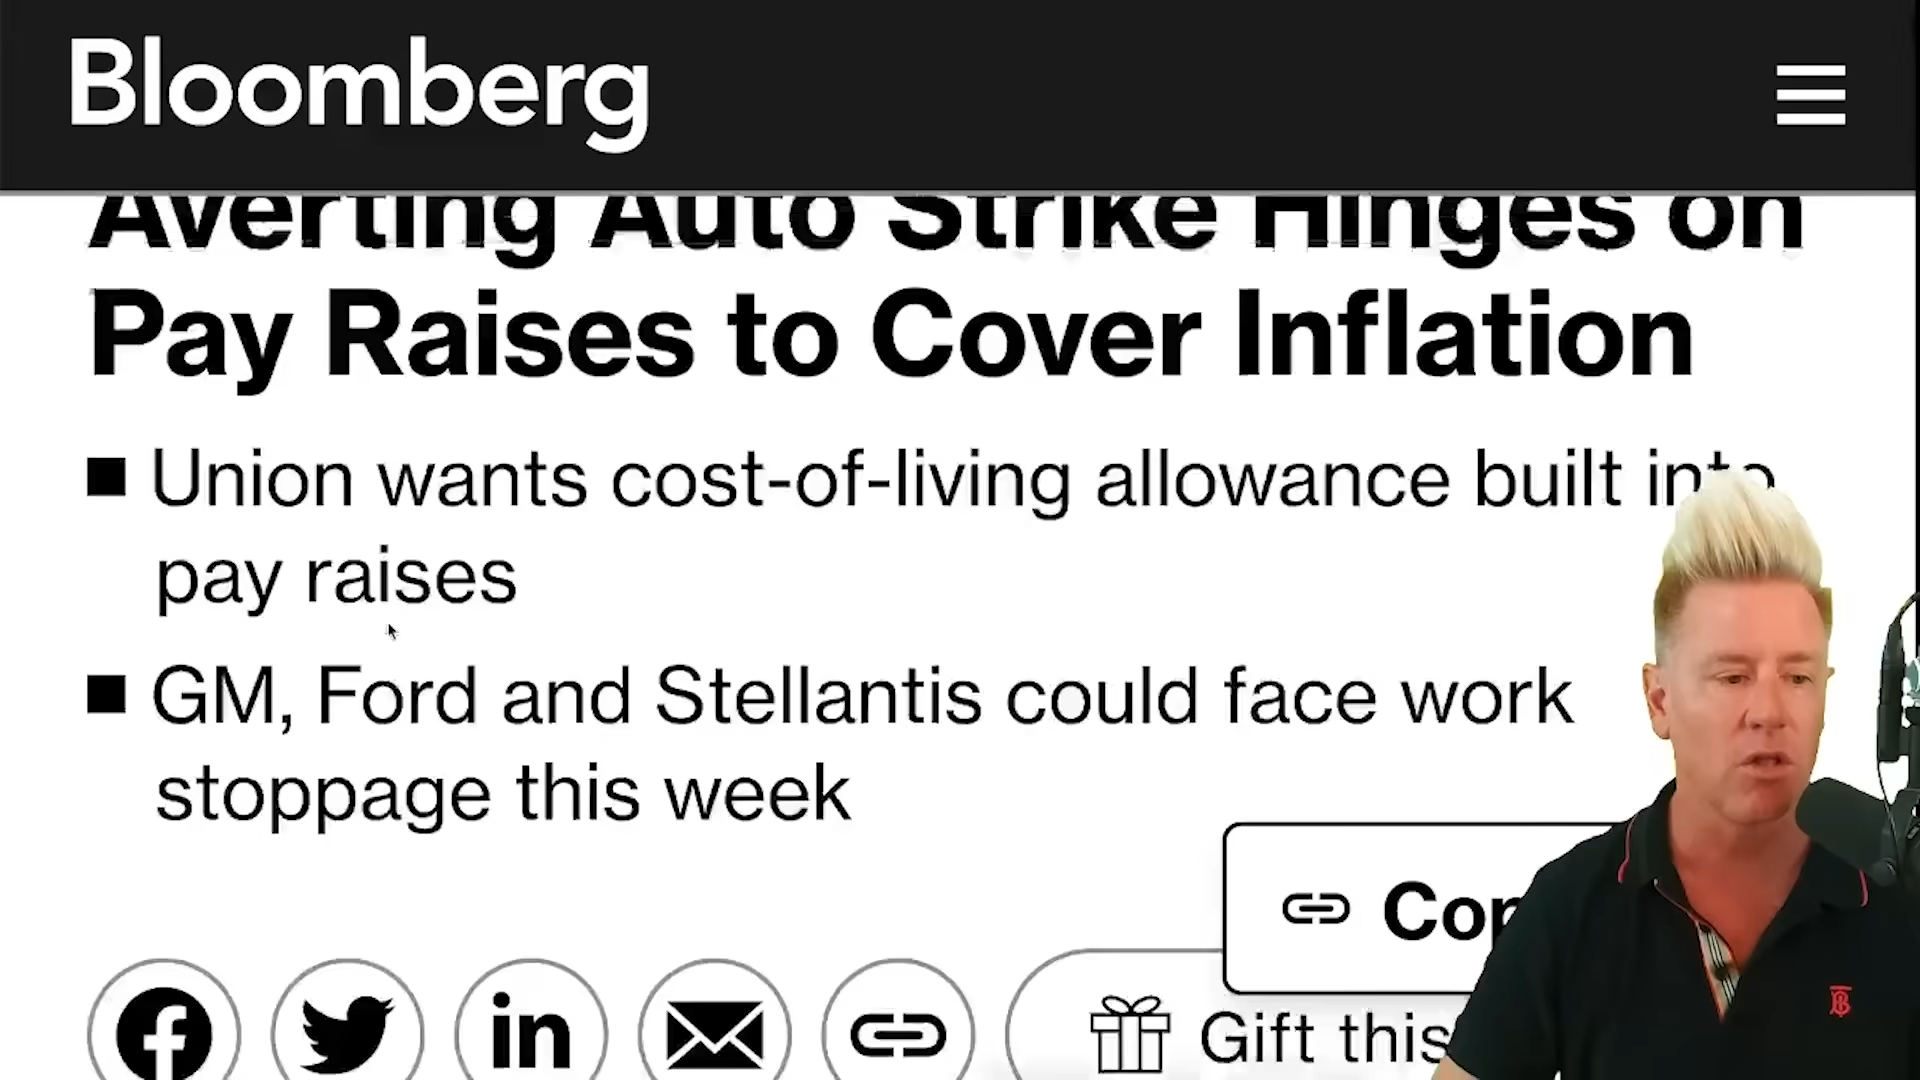 Bloomberg
Averting Auto Strike Hinges on
Pay Raises to Cover Inflation
Union wants cost-of-living allowance built into
pay raises
GM, Ford and Stellantis could face work
stoppage this week
Gift this